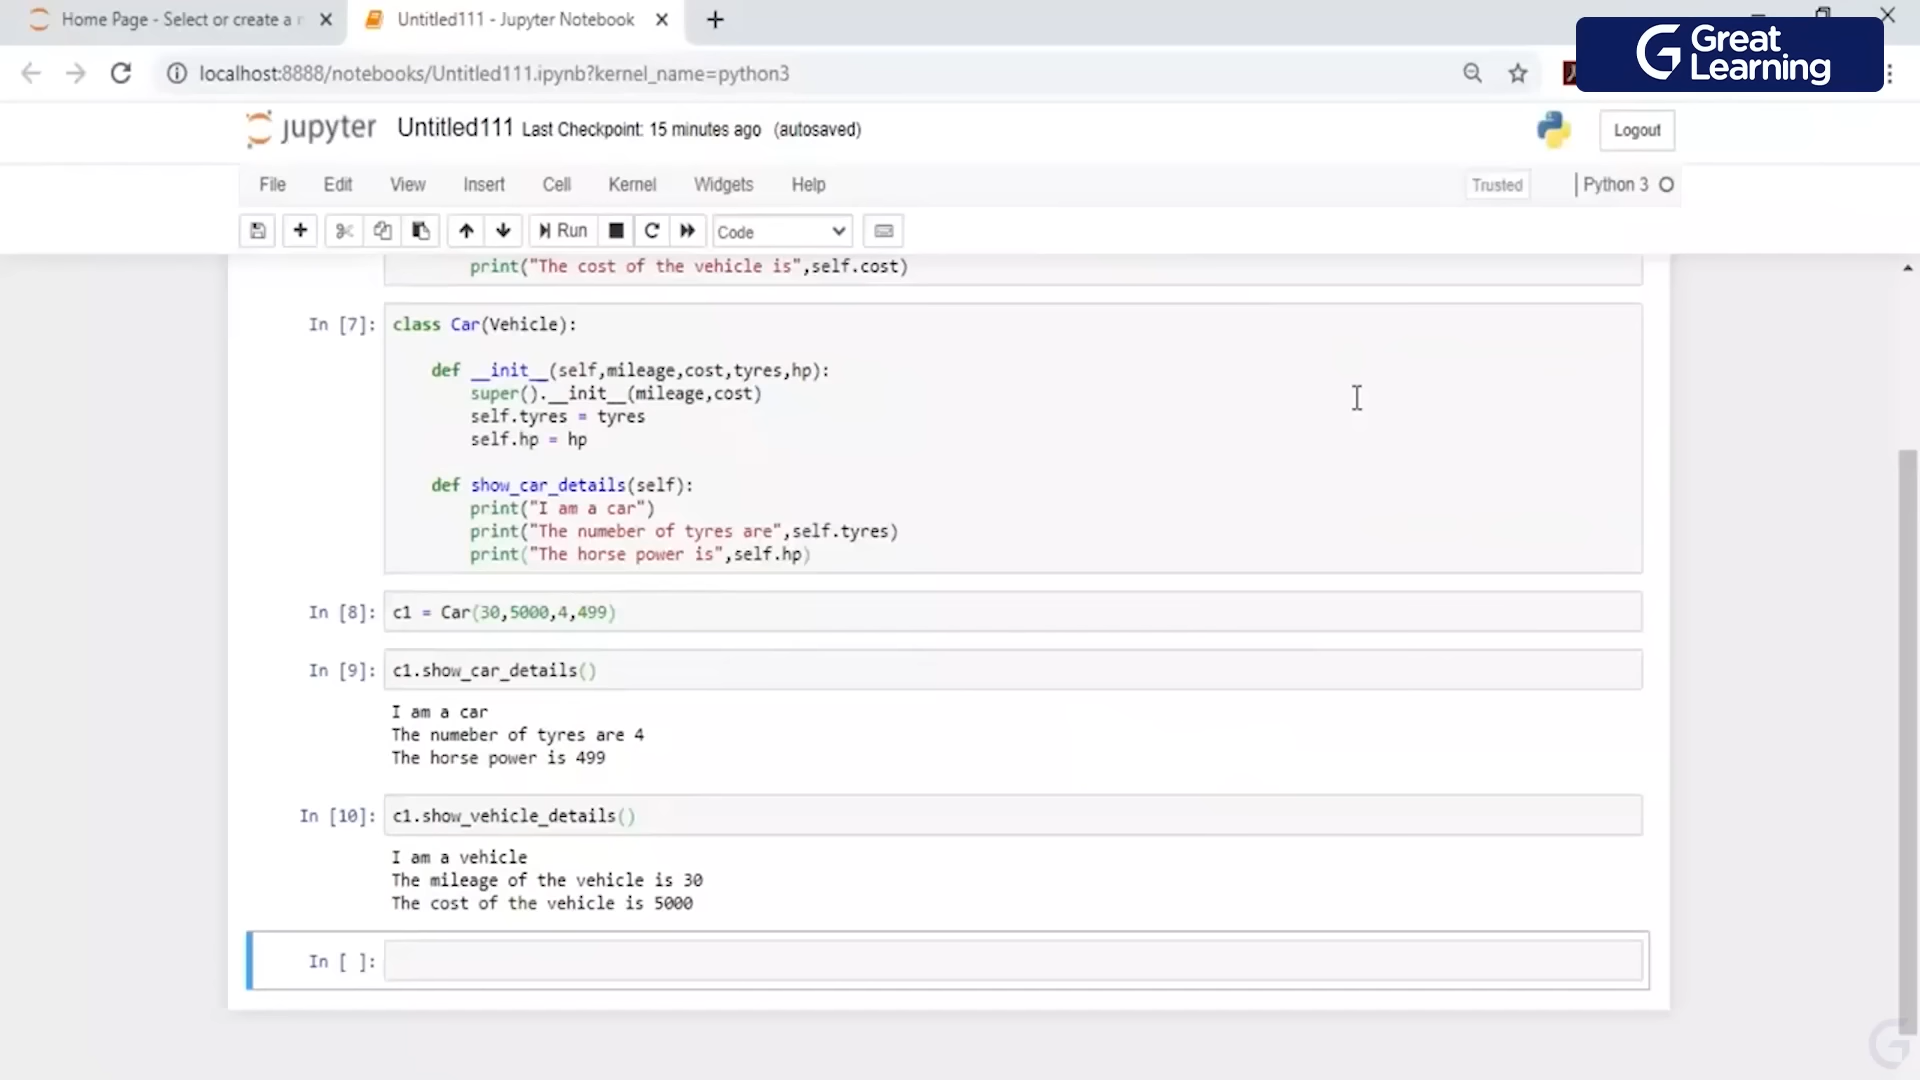 Home Page - Select or create a n
Untitled111 - Jupyter Notebook
Great
Learning
localhost:8888/notebooks/Untitled111.ipynb?kernel_name=python3
jupyter Untitled111 Last Checkpoint: 15 minutes ago (autosaved)
Logout
File Edit View Insert Cell Kernel Widgets Help
Trusted
Python 3
Run
Code
print("The cost of the vehicle is",self.cost)
In [7]: class Car(Vehicle):
def __init__(self,mileage,cost,tyres,hp):
super().__init__(mileage,cost)
self.tyres = tyres
self.hp = hp
def show_car_details(self):
print("I am a car")
print("The numeber of tyres are",self.tyres)
print("The horse power is",self.hp)
In [8]: c1 = Car(30,5000,4,499)
In [9]: c1.show_car_details()
I am a car
The numeber of tyres are 4
The horse power is 499
In [10]: c1.show_vehicle_details()
I am a vehicle
The mileage of the vehicle is 30
The cost of the vehicle is 5000
In [ ]: